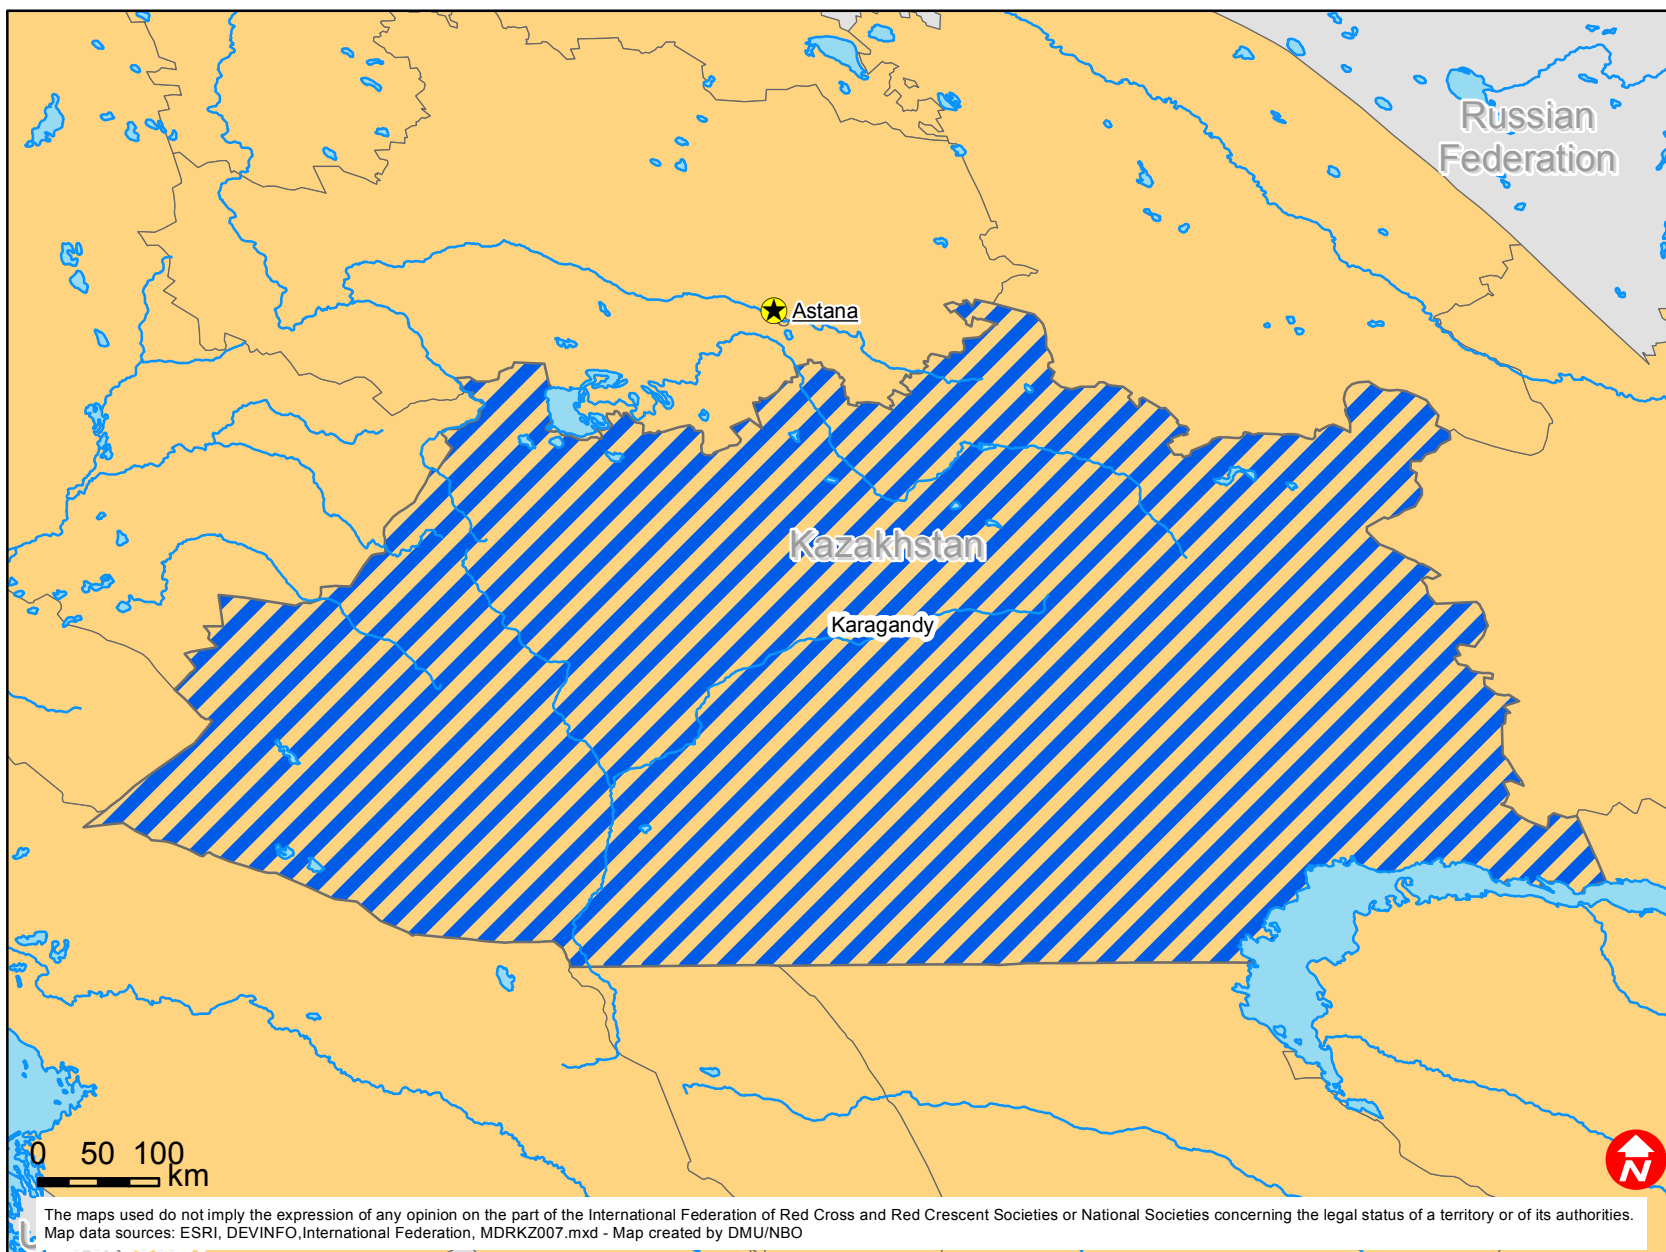 Russian
Federation
Astana
Kazakhstan
Karagandy
0 50 100
km
N
The maps used do not imply the expression of any opinion on the part of the International Federation of Red Cross and Red Crescent Societies or National Societies concerning the legal status of a territory or of its authorities.
Map data sources: ESRI, DEVINFO,International Federation, MDRKZ007.mxd - Map created by DMU/NBO